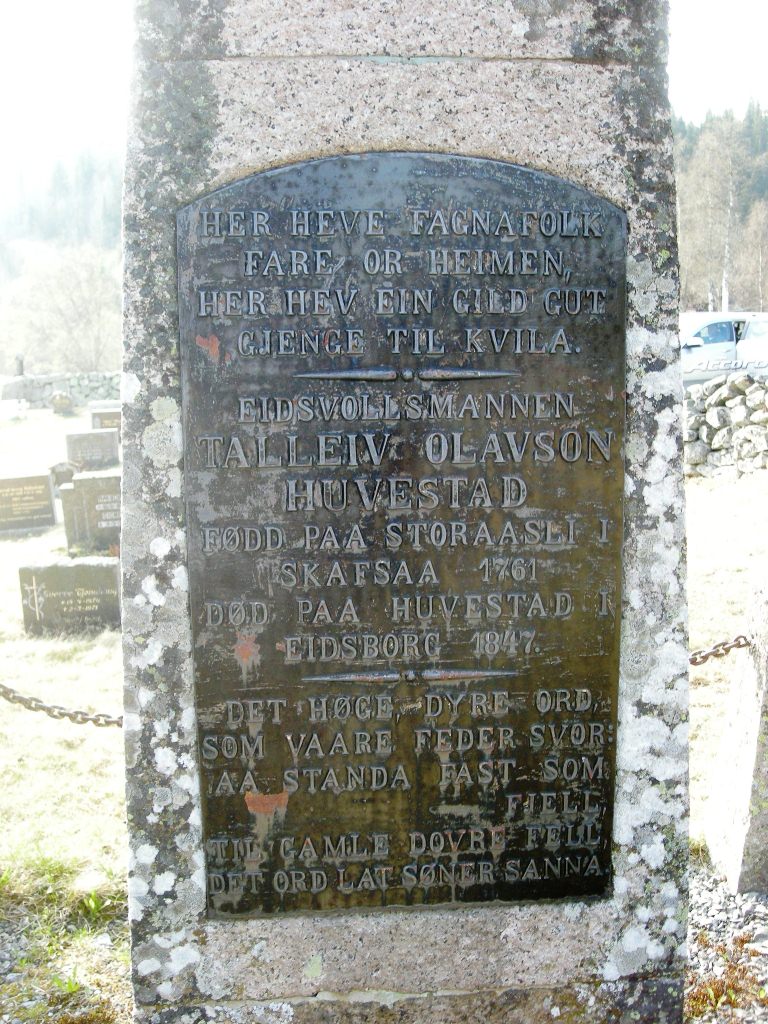 HER HEVE FAGNAFOLK
FARE OR HEIMEN,
HER HEV EIN GILD GUT
GJENGE TIL KVILA.
EIDSVOLLSMANNEN
TALLEIV OLAVSON
HUVESTAD
FØDD PAA STORAASLI I
SKAFSAA 1761
DØD PAA HUVESTAD I
EIDSBORG 1847.
DET HØGE, DYRE ORD,
SOM VAARE FEDER SVOR:
AA STANDA FAST SOM
FJELL
TIL GAMLE DOVRE FELL
DET ORD LAT SØNER SANNA.
ACCORD